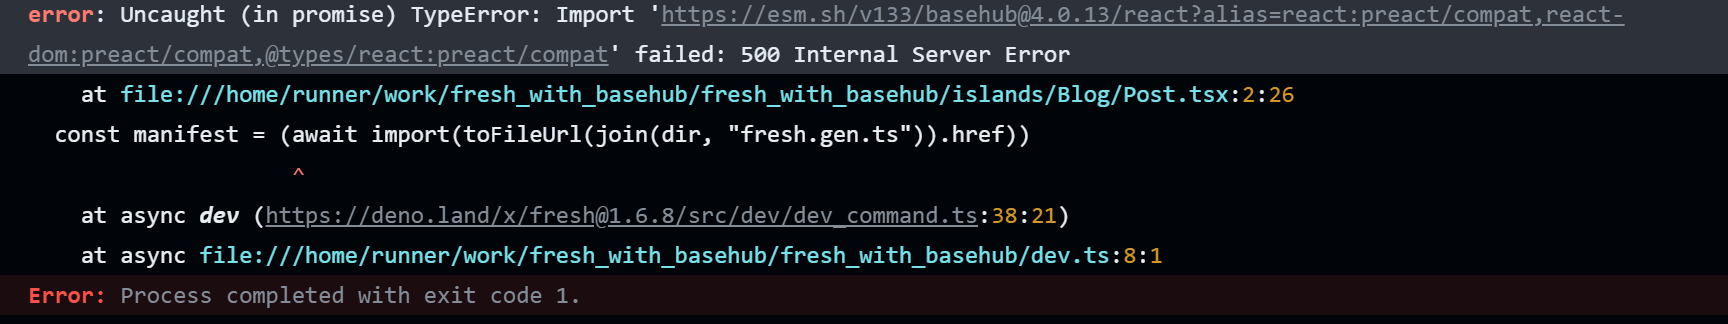 error: Uncaught (in promise) TypeError: Import 'https://esm.sh/v133/basehub@4.0.13/react?alias=react:preact/compat,react-
dom:preact/compat,@types/react:preact/compat' failed: 500 Internal Server Error
    at file:///home/runner/work/fresh_with_basehub/fresh_with_basehub/islands/Blog/Post.tsx:2:26
  const manifest = (await import(toFileUrl(join(dir, "fresh.gen.ts")).href))
                    ^
    at async dev (https://deno.land/x/fresh@1.6.8/src/dev/dev_command.ts:38:21)
    at async file:///home/runner/work/fresh_with_basehub/fresh_with_basehub/dev.ts:8:1
Error: Process completed with exit code 1.